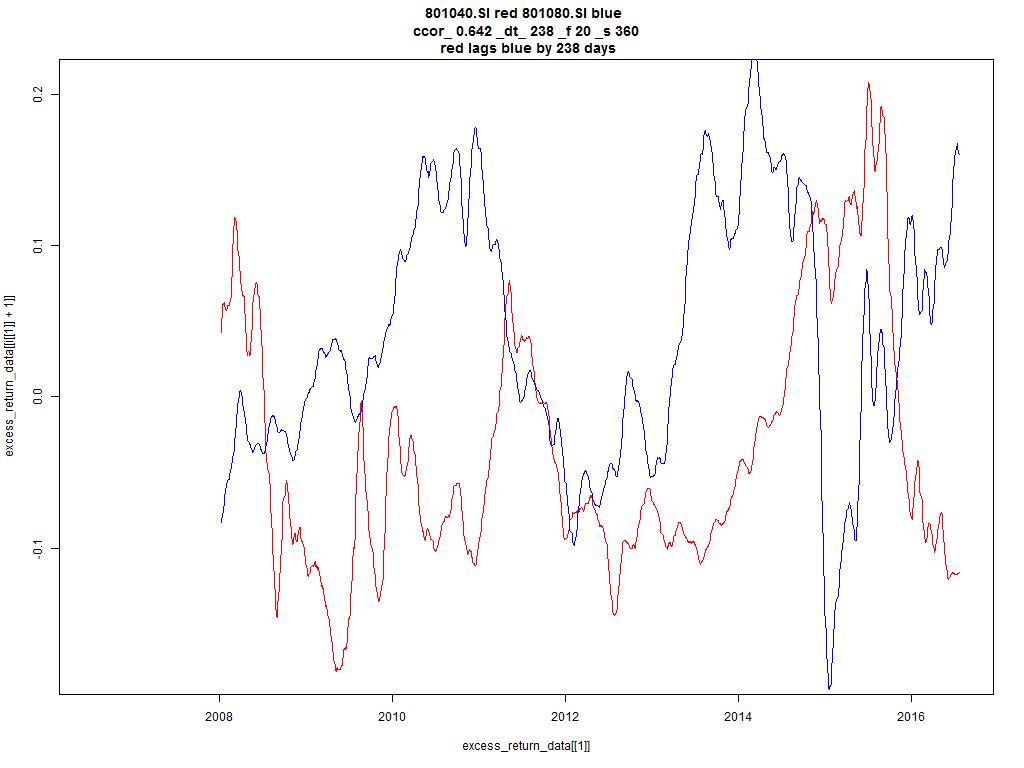 801040.SI red 801080.SI blue
ccor_ 0.642 _dt_ 238 _f 20 _s 360
red lags blue by 238 days
0.2
0.1
0.0
-0.1
excess_return_data[[i[[1]] + 1]]
2008 2010 2012 2014 2016
excess_return_data[[1]]